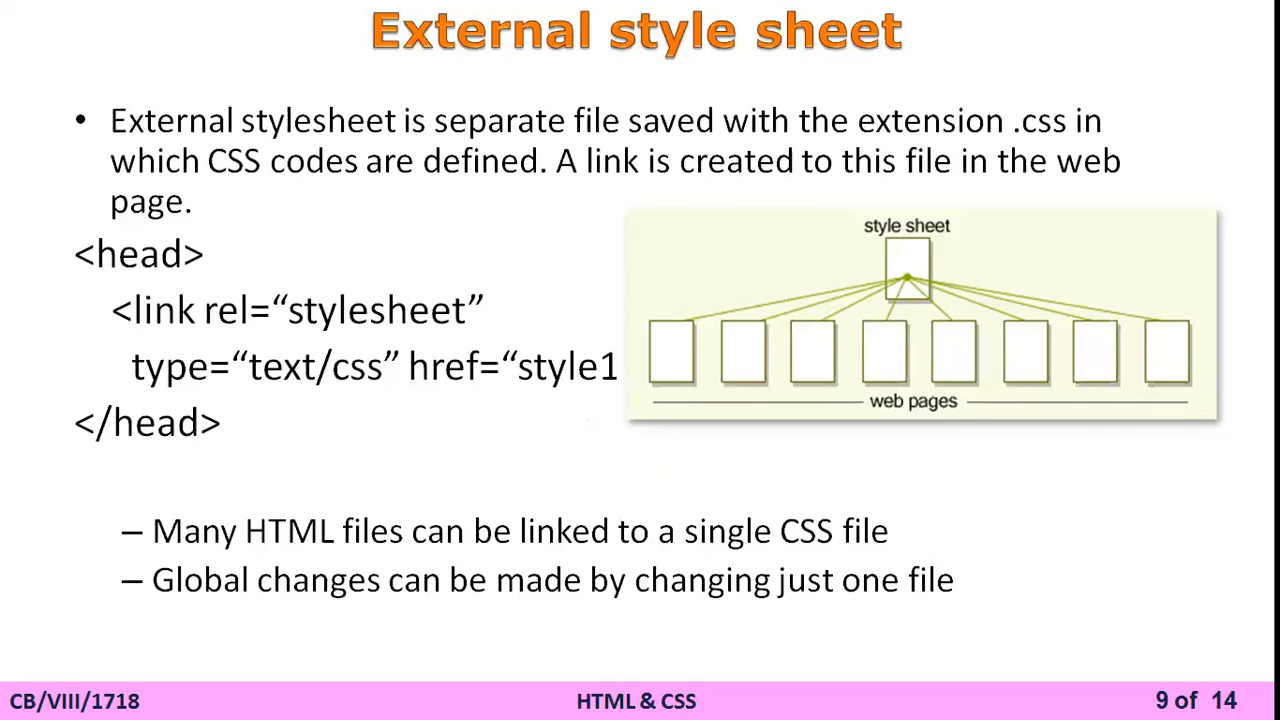 External style sheet
• External stylesheet is separate file saved with the extension .css in
which CSS codes are defined. A link is created to this file in the web
page.
<head>
<link rel=“stylesheet”
type=“text/css” href=“style1
</head>
style sheet
web pages
– Many HTML files can be linked to a single CSS file
– Global changes can be made by changing just one file
CB/VIII/1718 HTML & CSS 9 of 14